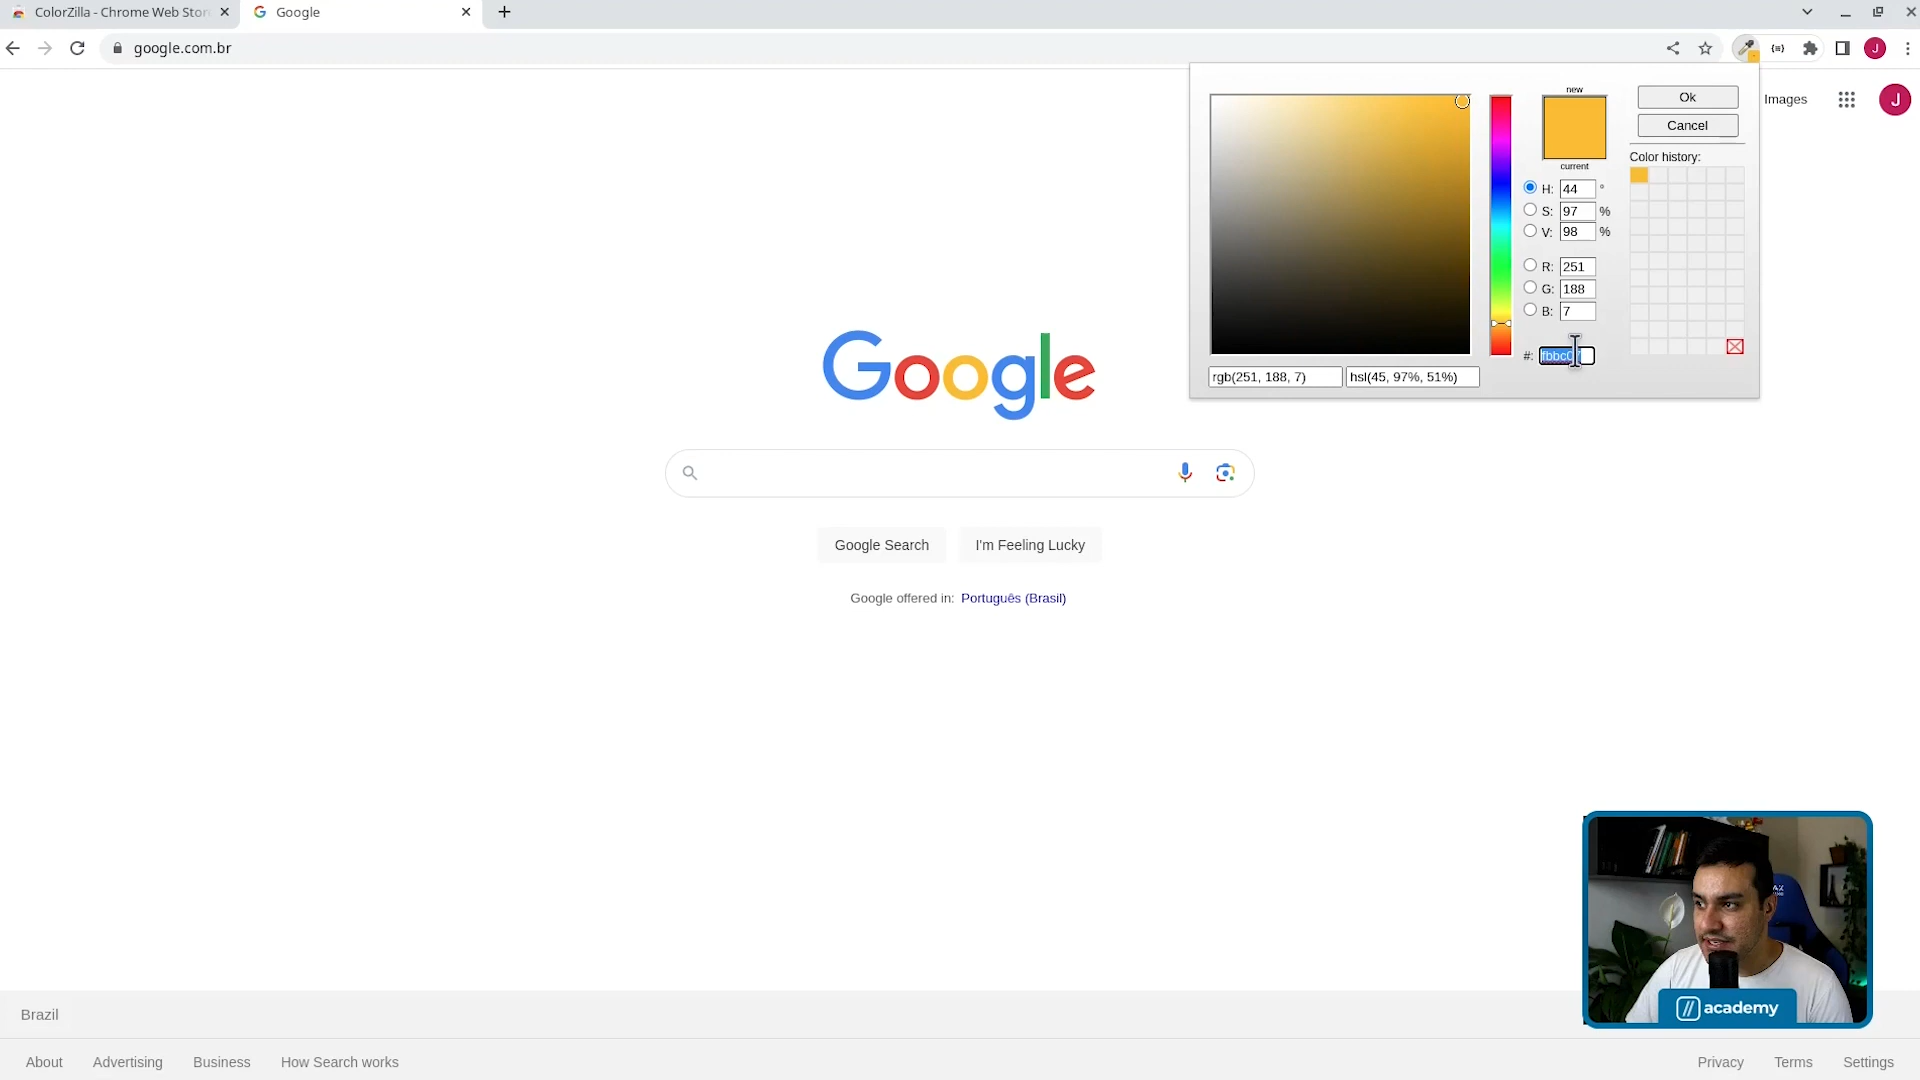 ColorZilla - Chrome Web Stor
Google
google.com.br
J
Images
J
new
current
Ok
Cancel
Color history:
H: 44 °
S: 97 %
V: 98 %
R: 251
G: 188
B: 7
#:
rgb(251, 188, 7)
hsl(45, 97%, 51%)
Google
Google Search
I'm Feeling Lucky
Google offered in: Português (Brasil)
// academy
Brazil
About
Advertising
Business
How Search works
Privacy
Terms
Settings